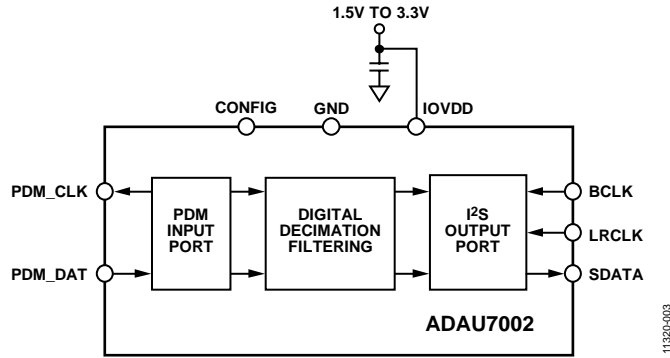 1.5V TO 3.3V
CONFIG
GND
IOVDD
PDM_CLK
PDM_DAT
PDM
INPUT
PORT
DIGITAL
DECIMATION
FILTERING
I²S
OUTPUT
PORT
BCLK
LRCLK
SDATA
ADAU7002
11320-003